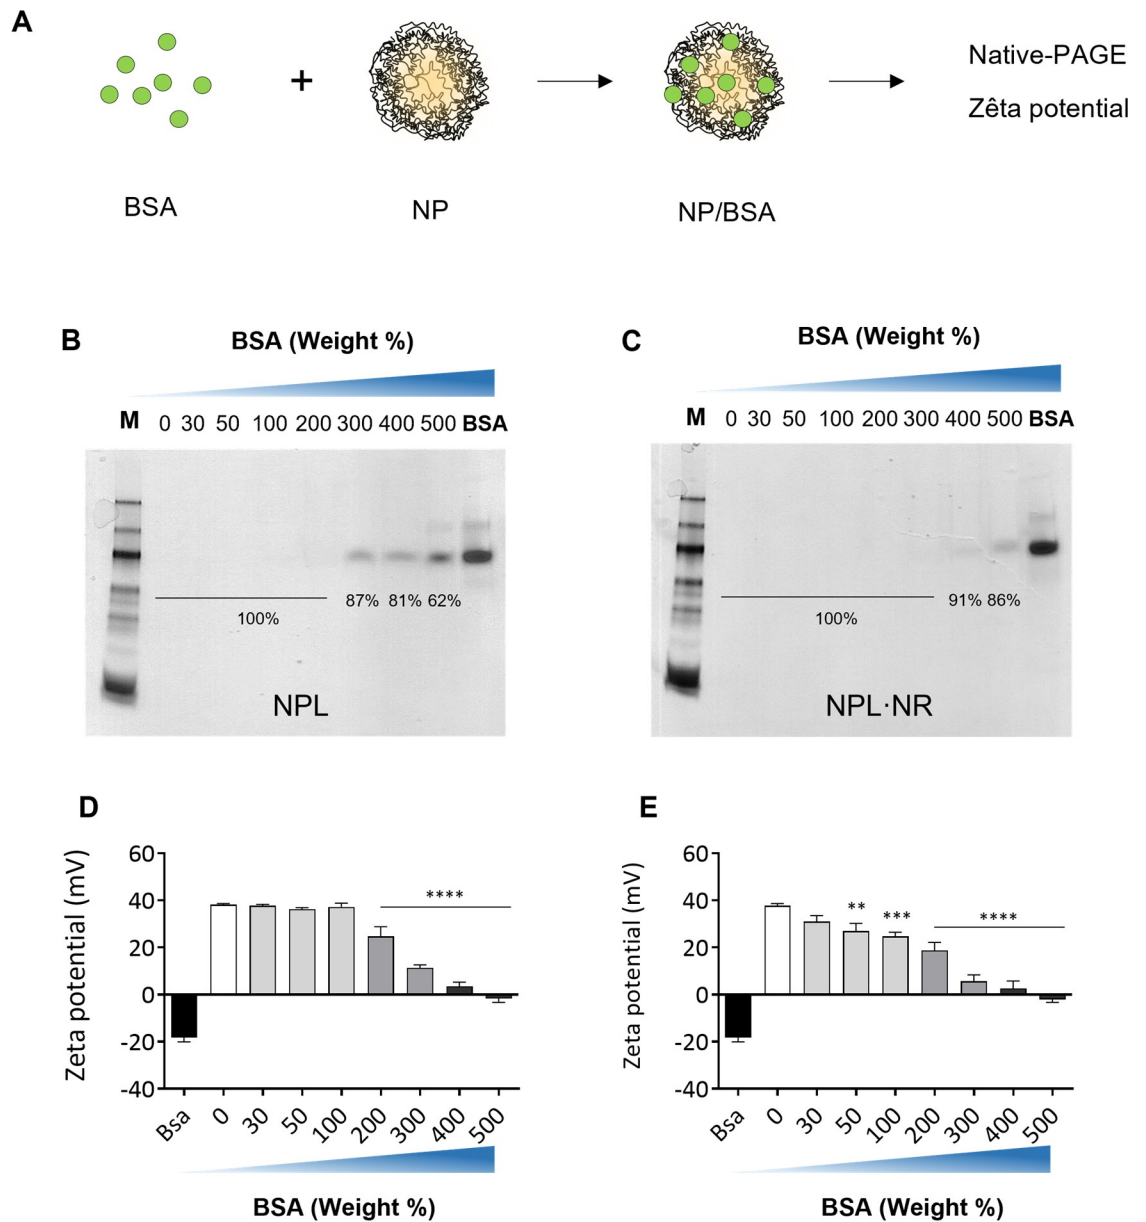 A
BSA
+
NP
NP/BSA
Native-PAGE
Zêta potential
B
BSA (Weight %)
M 0 30 50 100 200 300 400 500 BSA
87% 81% 62%
100%
NPL
C
BSA (Weight %)
M 0 30 50 100 200 300 400 500 BSA
91% 86%
100%
NPL·NR
D
Zeta potential (mV)
60
40
20
0
-20
-40
****
Bsa 0 30 50 100 200 300 400 500
BSA (Weight %)
E
Zeta potential (mV)
60
40
20
0
-20
-40
** *** ****
Bsa 0 30 50 100 200 300 400 500
BSA (Weight %)